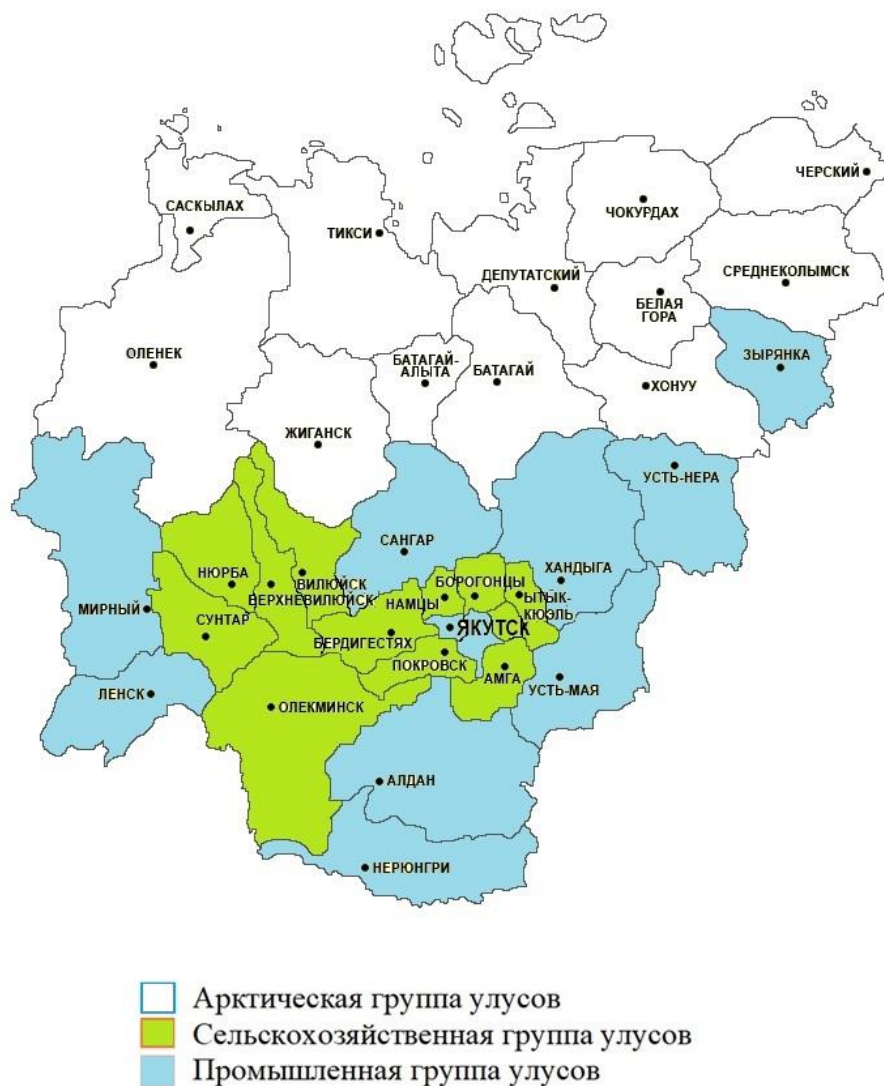 ЧЕРСКИЙ
САСКЫЛАХ
ЧОКУРДАХ
ТИКСИ
ДЕПУТАТСКИЙ
СРЕДНЕКОЛЫМСК
БЕЛАЯ
ГОРА
ОЛЕНЕК
ЗЫРЯНКА
БАТАГАЙ-
АЛЫТА
БАТАГАЙ
ХОНУУ
ЖИГАНСК
УСТЬ-НЕРА
САНГАР
ХАНДЫГА
НЮРБА
ВИЛЮЙСК
БОРОГОНЦЫ
ЫТЫК-
КЮЭЛЬ
ВЕРХНЕВИЛЮЙСК
НАМЦЫ
МИРНЫЙ
СУНТАР
ЯКУТСК
БЕРДИГЕСТЯХ
ПОКРОВСК
АМГА
УСТЬ-МАЯ
ЛЕНСК
ОЛЕКМИНСК
АЛДАН
НЕРЮНГРИ
Арктическая группа улусов
Сельскохозяйственная группа улусов
Промышленная группа улусов